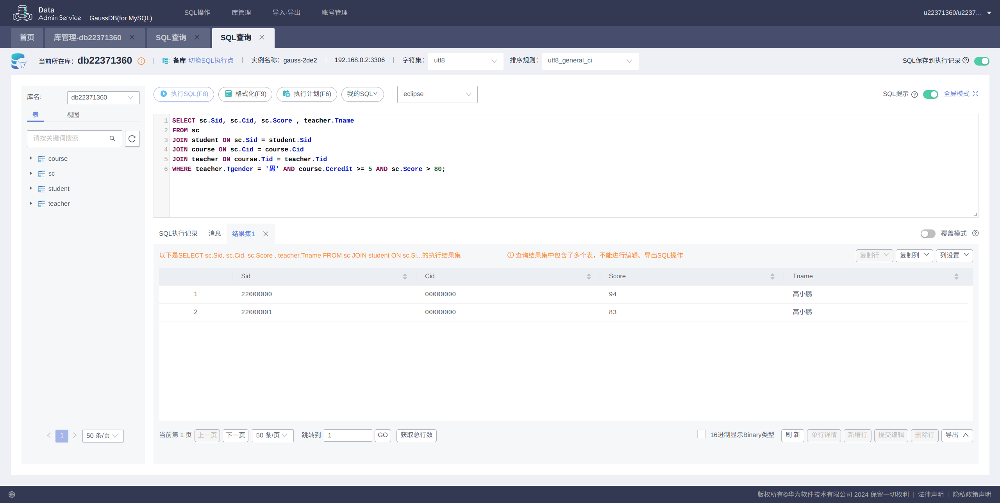 Data
Admin Service GaussDB(for MySQL) SQL操作 库管理 导入·导出 账号管理 u22371360/u2237...
首页 库管理-db22371360 SQL查询 SQL查询
当前所在库： db22371360 备库 切换SQL执行点 实例名称：gauss-2de2 192.168.0.2:3306 字符集： utf8 排序规则： utf8_general_ci SQL保存到执行记录
库名: db22371360
表 视图
请按关键词搜索
course
sc
student
teacher
1 50 条/页
执行SQL(F8) 格式化(F9) 执行计划(F6) 我的SQL eclipse SQL提示 全屏模式
1 SELECT sc.Sid, sc.Cid, sc.Score , teacher.Tname
2 FROM sc
3 JOIN student ON sc.Sid = student.Sid
4 JOIN course ON sc.Cid = course.Cid
5 JOIN teacher ON course.Tid = teacher.Tid
6 WHERE teacher.Tgender = '男' AND course.Ccredit >= 5 AND sc.Score > 80;
SQL执行记录 消息 结果集1 覆盖模式
以下是SELECT sc.Sid, sc.Cid, sc.Score , teacher.Tname FROM sc JOIN student ON sc.Si...的执行结果集 查询结果集中包含了多个表，不能进行编辑、导出SQL操作 复制行 复制列 列设置
Sid Cid Score Tname
1 22000000 00000000 94 高小鹏
2 22000001 00000000 83 高小鹏
当前第 1 页 上一页 下一页 50 条/页 跳转到 1 GO 获取总行数 16进制显示Binary类型 刷 新 单行详情 新增行 提交编辑 删除行 导出
版权所有©华为软件技术有限公司 2024 保留一切权利 | 法律声明 | 隐私政策声明